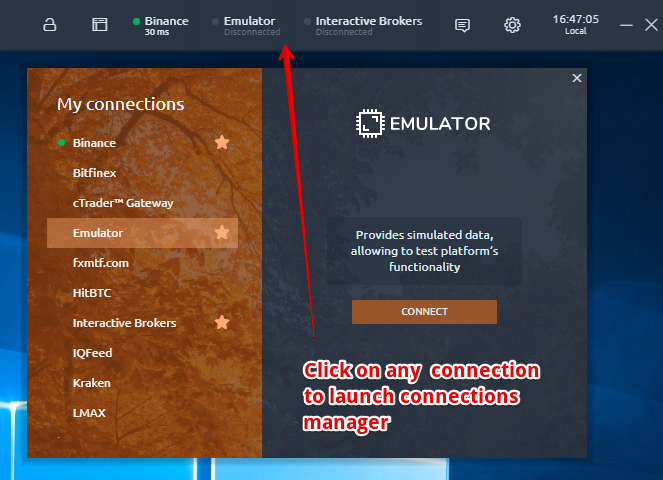 Binance
30 ms
Emulator
Disconnected
Interactive Brokers
Disconnected
16:47:05
Local
My connections
Binance
Bitfinex
cTrader™ Gateway
Emulator
fxmtf.com
HitBTC
Interactive Brokers
IQFeed
Kraken
LMAX
EMULATOR
Provides simulated data,
allowing to test platform's
functionality
CONNECT
Click on any connection
to launch connections
manager